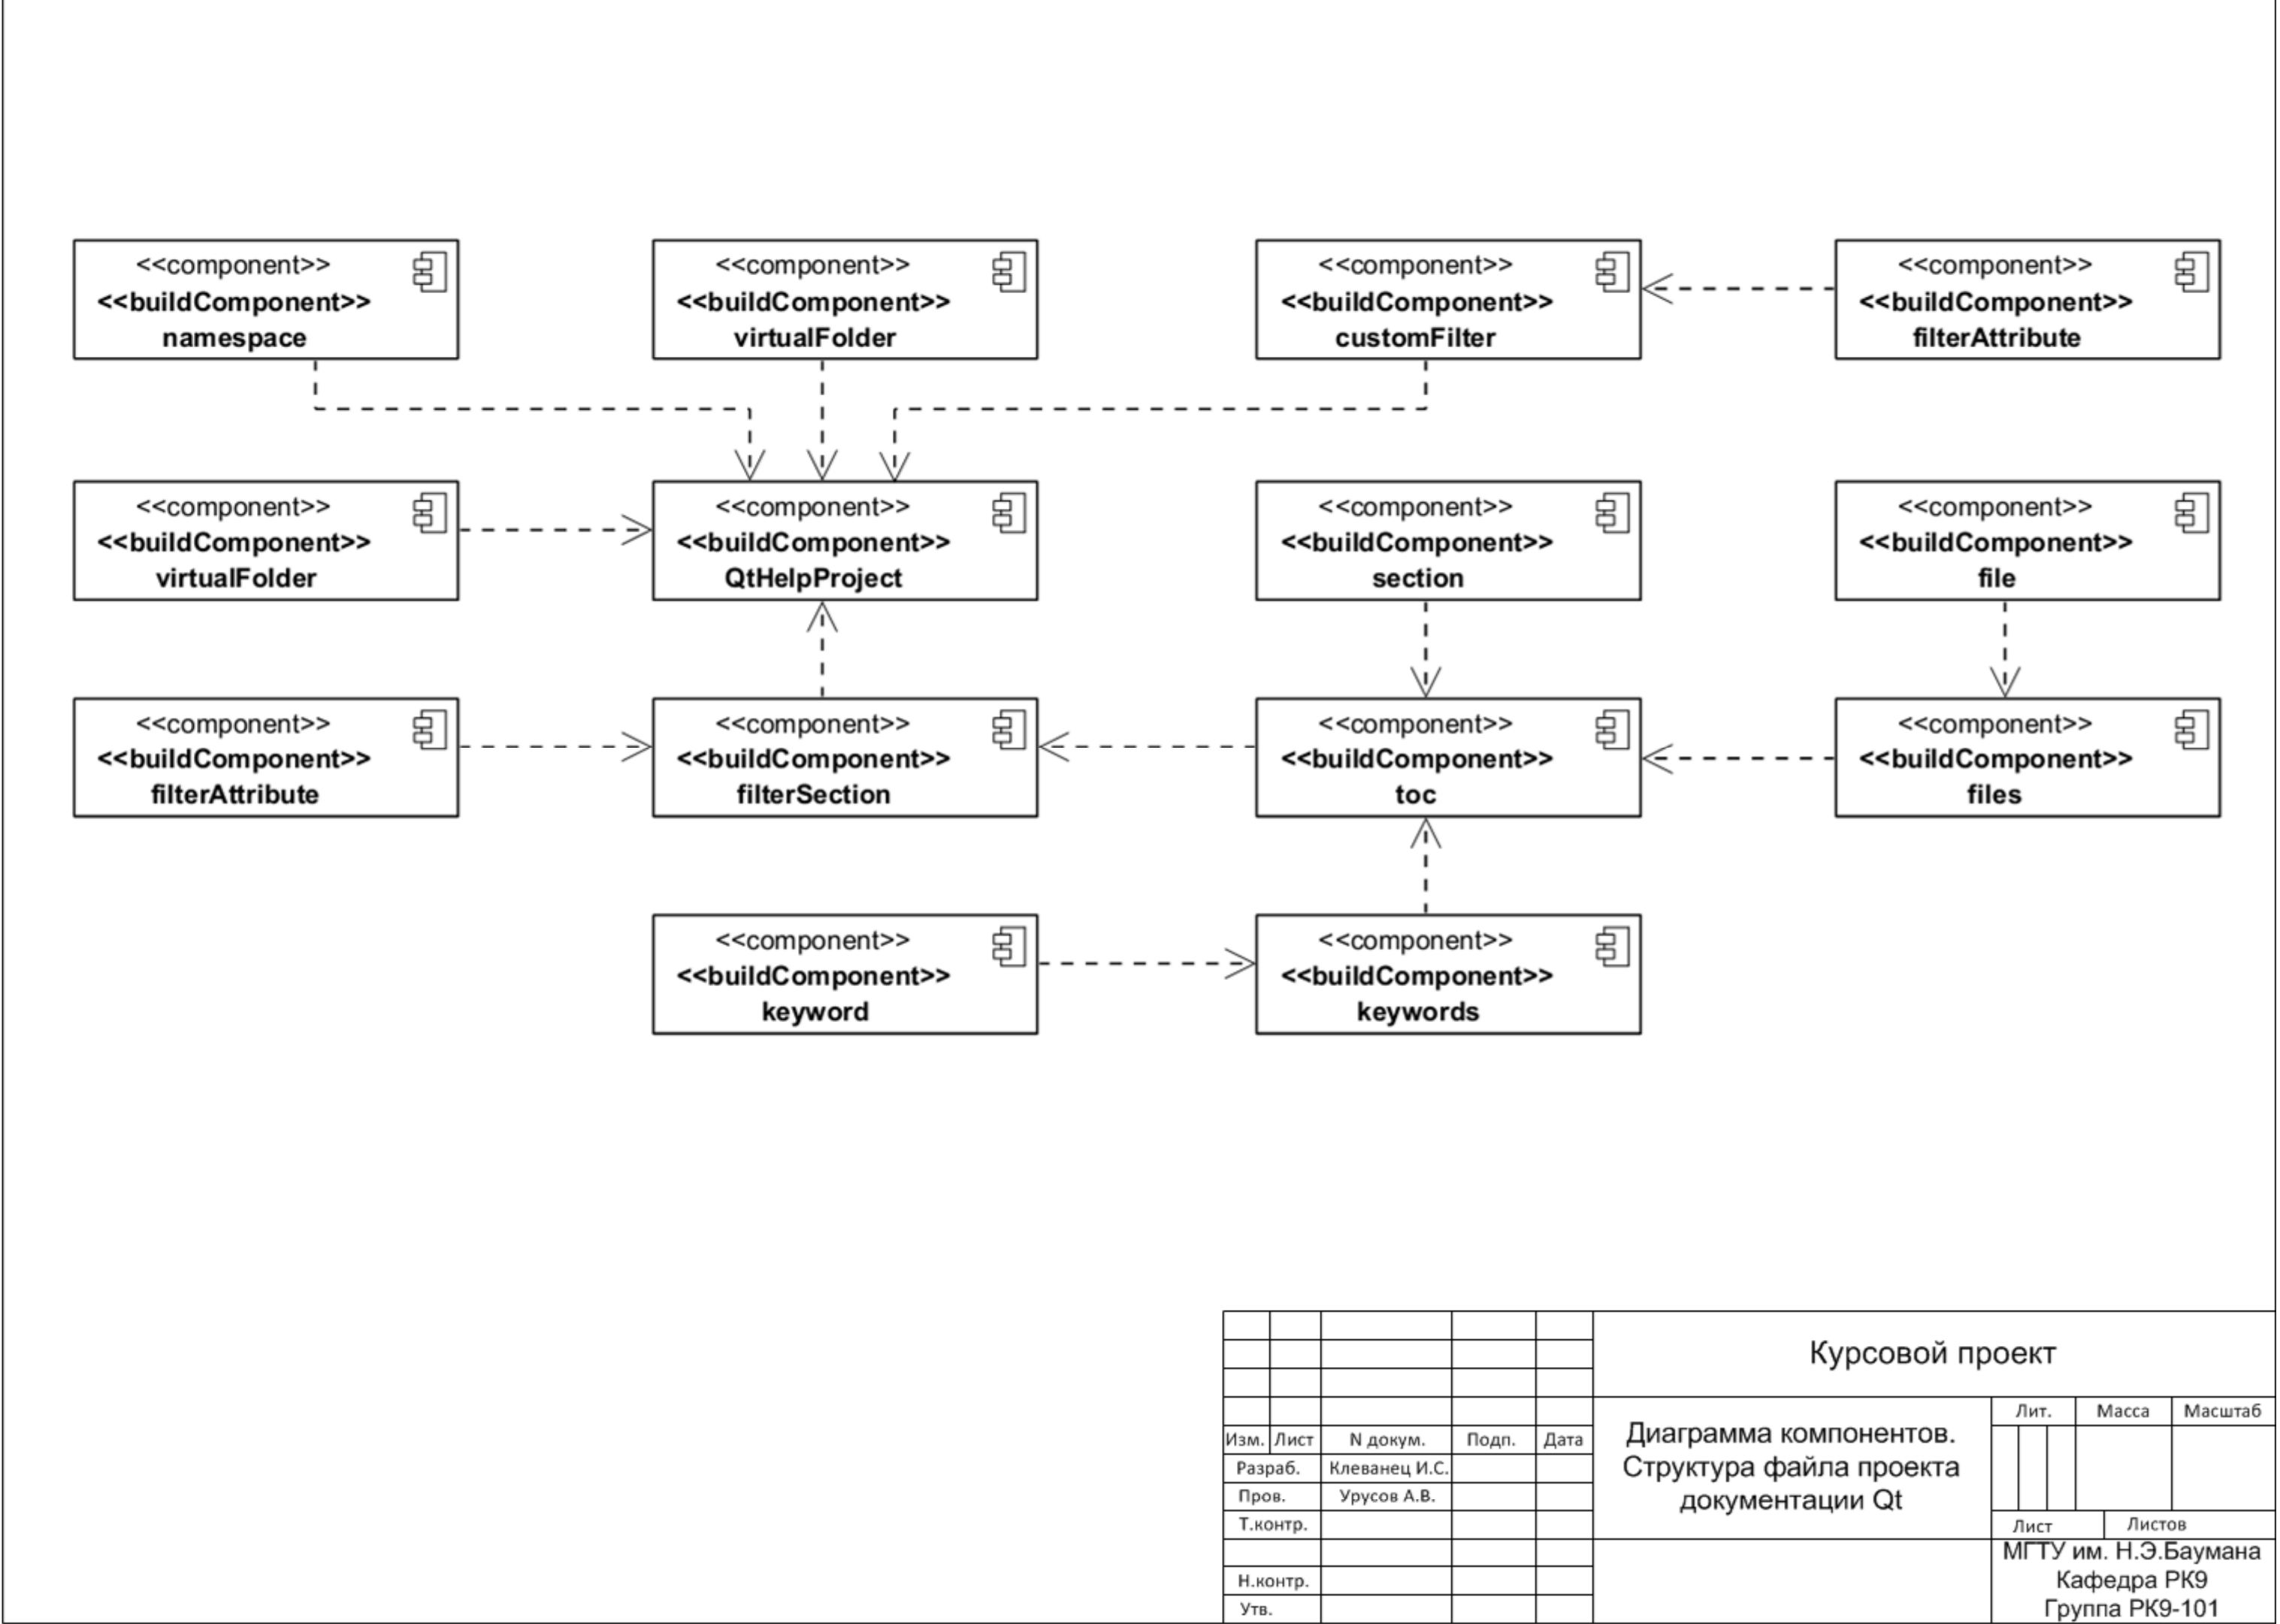 <<component>>
<<buildComponent>>
namespace
<<component>>
<<buildComponent>>
virtualFolder
<<component>>
<<buildComponent>>
customFilter
<<component>>
<<buildComponent>>
filterAttribute
<<component>>
<<buildComponent>>
virtualFolder
<<component>>
<<buildComponent>>
QtHelpProject
<<component>>
<<buildComponent>>
section
<<component>>
<<buildComponent>>
file
<<component>>
<<buildComponent>>
filterAttribute
<<component>>
<<buildComponent>>
filterSection
<<component>>
<<buildComponent>>
toc
<<component>>
<<buildComponent>>
files
<<component>>
<<buildComponent>>
keyword
<<component>>
<<buildComponent>>
keywords
Курсовой проект
Изм. Лист N докум. Подп. Дата
Разраб. Клеванец И.С.
Пров. Урусов А.В.
Т.контр.
Н.контр.
Утв.
Диаграмма компонентов.
Структура файла проекта
документации Qt
Лит. Масса Масштаб
Лист Листов
МГТУ им. Н.Э.Баумана
Кафедра РК9
Группа РК9-101